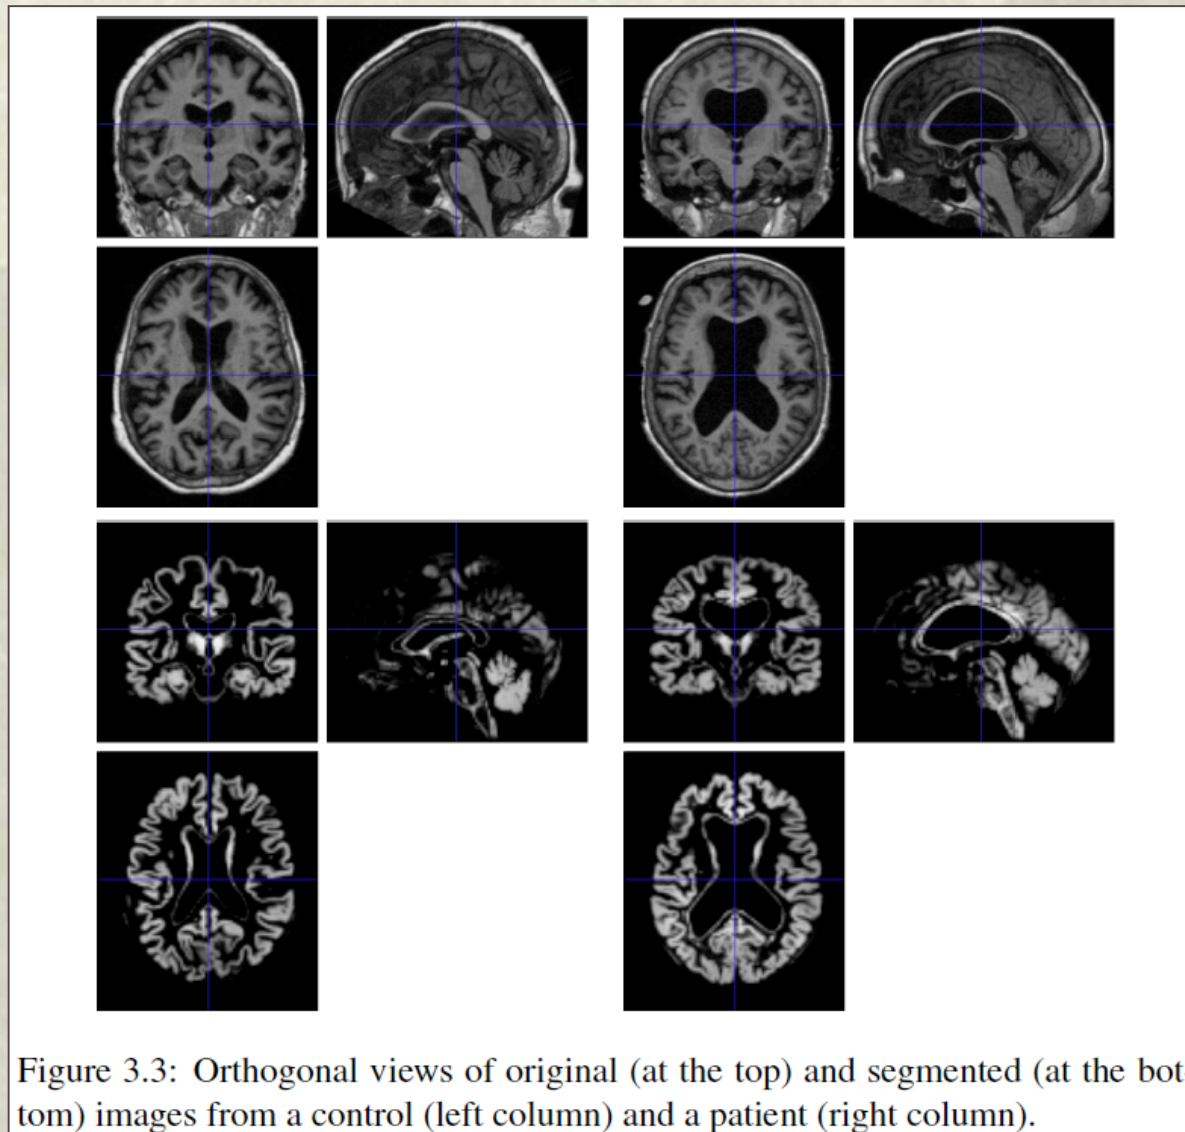 Figure 3.3: Orthogonal views of original (at the top) and segmented (at the bot-
tom) images from a control (left column) and a patient (right column).